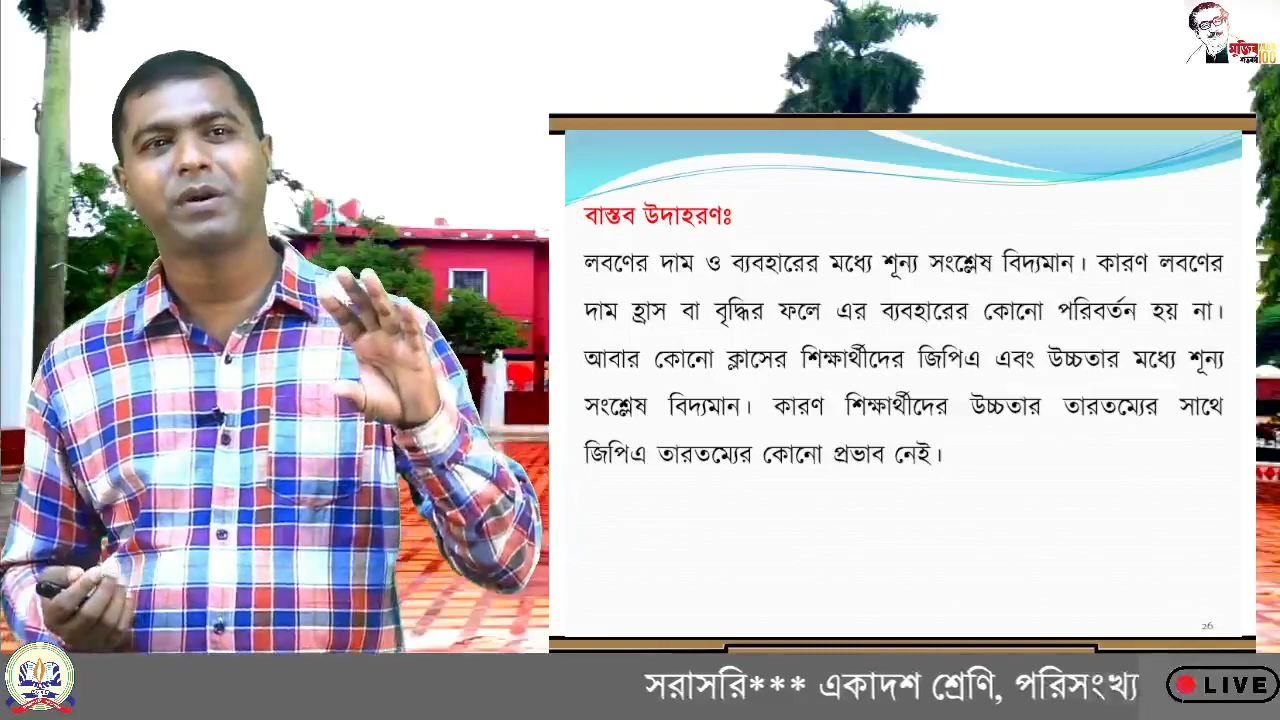 মুজিব
100
বাস্তব উদাহরণঃ
লবণের দাম ও ব্যবহারের মধ্যে শূন্য সংশ্লেষ বিদ্যমান। কারণ লবণের
দাম হ্রাস বা বৃদ্ধির ফলে এর ব্যবহারের কোনো পরিবর্তন হয় না।
আবার কোনো ক্লাসের শিক্ষার্থীদের জিপিএ এবং উচ্চতার মধ্যে শূন্য
সংশ্লেষ বিদ্যমান। কারণ শিক্ষার্থীদের উচ্চতার তারতম্যের সাথে
জিপিএ তারতম্যের কোনো প্রভাব নেই।
26
সরাসরি*** একাদশ শ্রেণি, পরিসংখ্য
LIVE